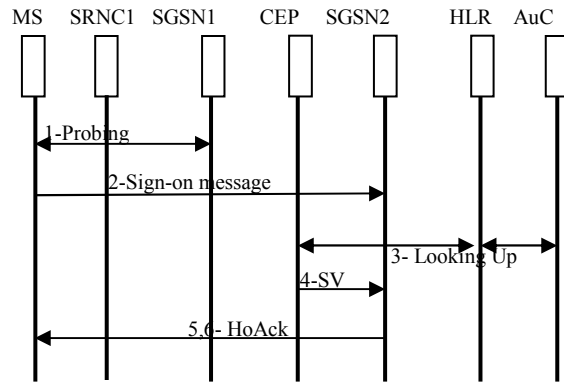 MS SRNC1 SGSN1 CEP SGSN2 HLR AuC
1-Probing
2-Sign-on message
3- Looking Up
4-SV
5,6- HoAck